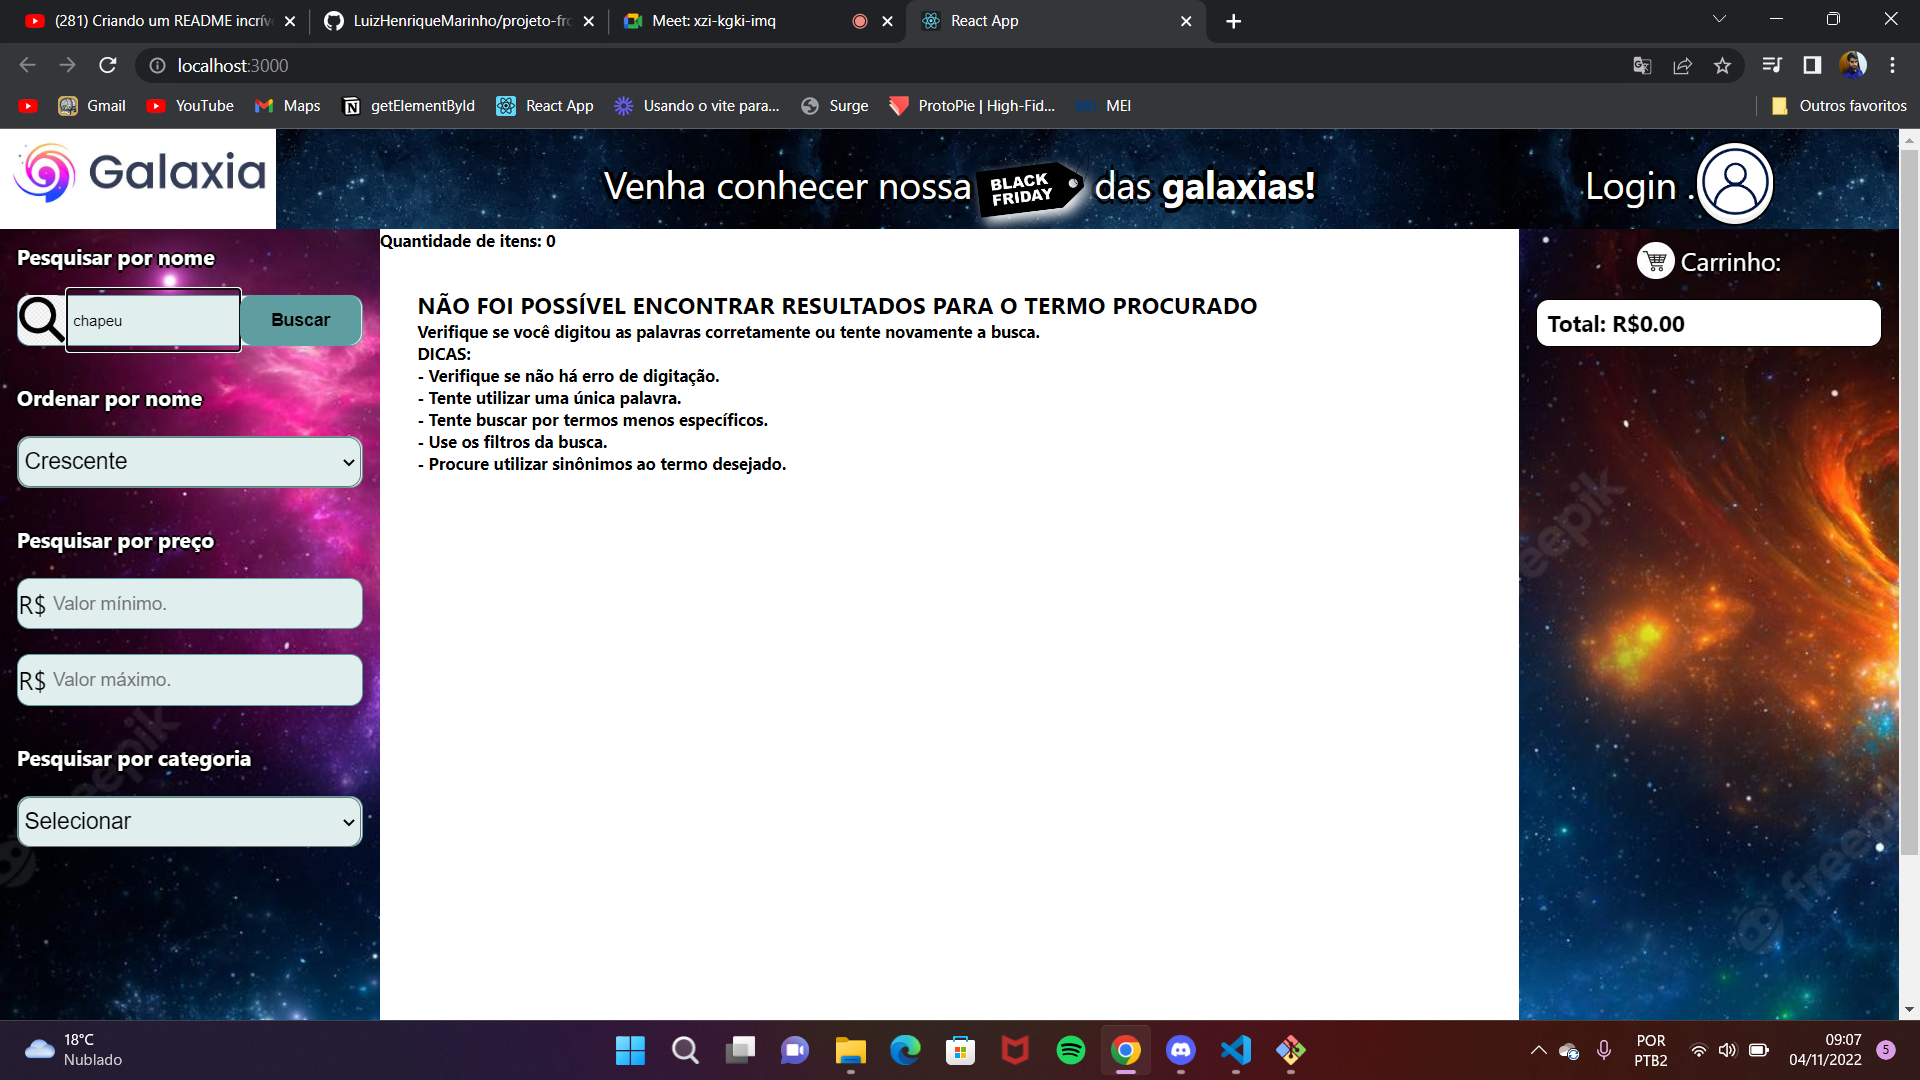 (281) Criando um README incríve
LuizHenriqueMarinho/projeto-fro
Meet: xzi-kgki-imq
React App
localhost:3000
Gmail
YouTube
Maps
getElementById
React App
Usando o vite para...
Surge
ProtoPie | High-Fid...
MEI
Outros favoritos
Galaxia
Venha conhecer nossa BLACK FRIDAY das galaxias!
Login .
Pesquisar por nome
chapeu
Buscar
Ordenar por nome
Crescente
Pesquisar por preço
R$ Valor mínimo.
R$ Valor máximo.
Pesquisar por categoria
Selecionar
Quantidade de itens: 0
NÃO FOI POSSÍVEL ENCONTRAR RESULTADOS PARA O TERMO PROCURADO
Verifique se você digitou as palavras corretamente ou tente novamente a busca.
DICAS:
- Verifique se não há erro de digitação.
- Tente utilizar uma única palavra.
- Tente buscar por termos menos específicos.
- Use os filtros da busca.
- Procure utilizar sinônimos ao termo desejado.
Carrinho:
Total: R$0.00
freepik
18°C
Nublado
POR
PTB2
09:07
04/11/2022
5